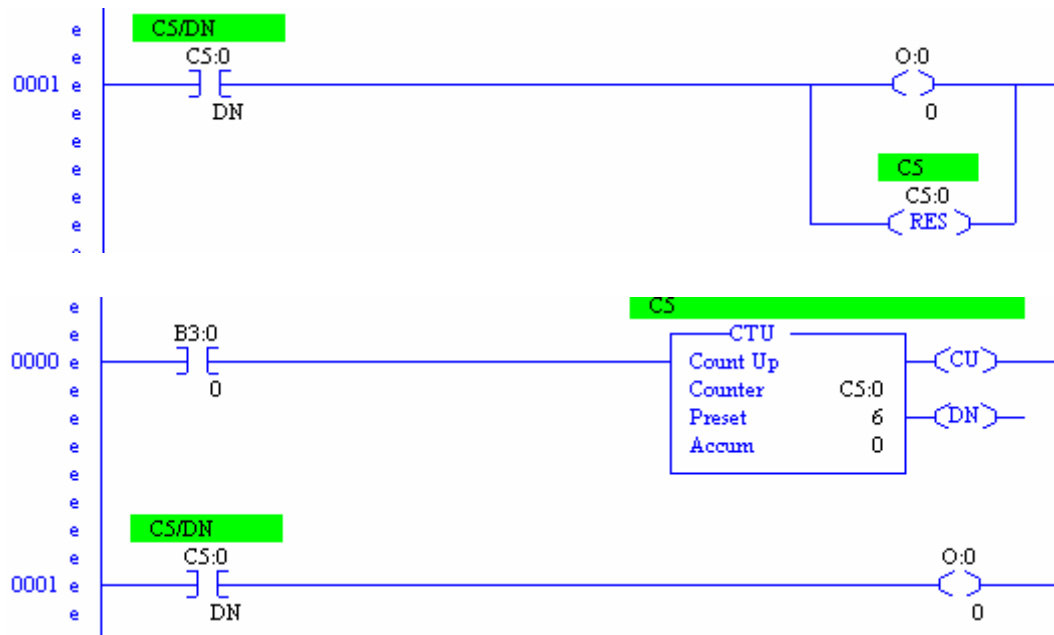 e
C5/DN
e
C5:0
O:0
0001 e
e
DN
0
e
e
C5
e
C5:0
e
RES
e
C5
e
B3:0
CTU
0000 e
Count Up
CU
e
0
Counter C5:0
e
Preset 6
DN
e
Accum 0
e
e
e
C5/DN
e
C5:0
O:0
0001 e
e
DN
0